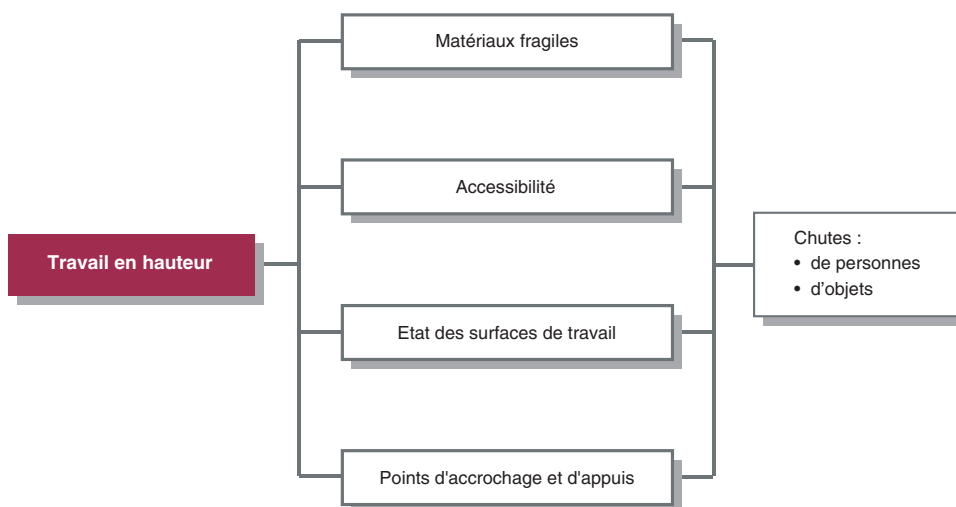 Matériaux fragiles
Accessibilité
Travail en hauteur
Chutes :
• de personnes
• d'objets
Etat des surfaces de travail
Points d'accrochage et d'appuis